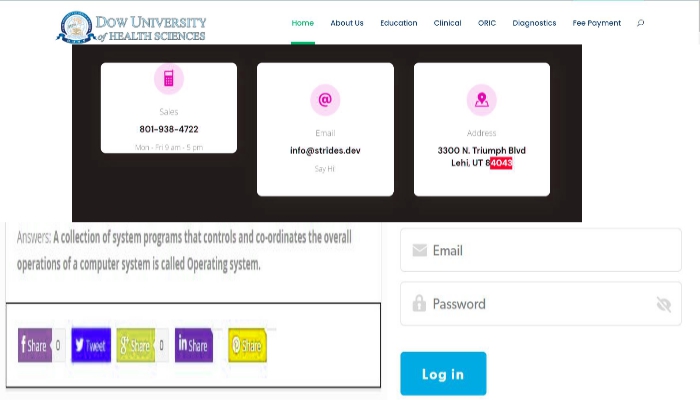 DOW UNIVERSITY
of HEALTH SCIENCES
Home About Us Education Clinical ORIC Diagnostics Fee Payment
Sales
801-938-4722
Mon - Fri 9 am - 5 pm
@
Email
info@strides.dev
Say Hi
Address
3300 N. Triumph Blvd
Lehi, UT 84043
Answers: A collection of system programs that controls and co-ordinates the overall
operations of a computer system is called Operating system.
f Share 0 Tweet g+ Share 0 in Share Share
Email
Password
Log in